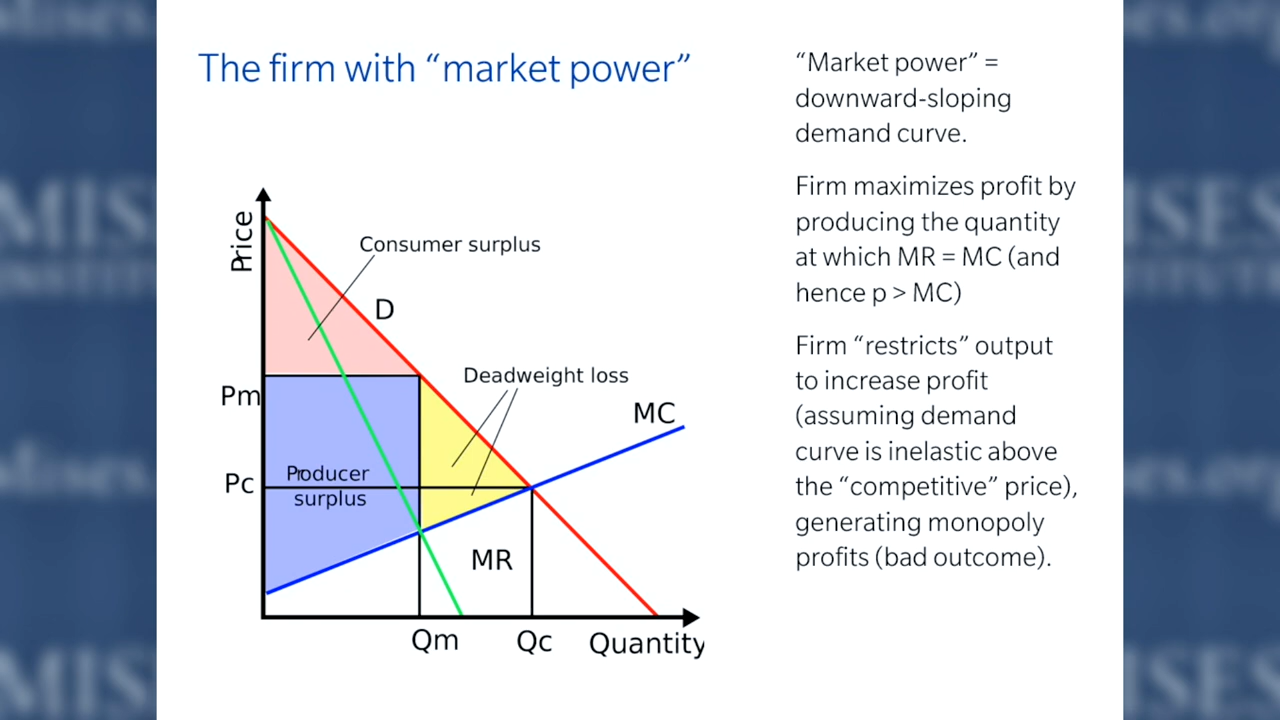 The firm with “market power”
“Market power” =
downward-sloping
demand curve.
Firm maximizes profit by
producing the quantity
at which MR = MC (and
hence p > MC)
Firm “restricts” output
to increase profit
(assuming demand
curve is inelastic above
the “competitive” price),
generating monopoly
profits (bad outcome).
Price
Consumer surplus
D
Deadweight loss
Pm
MC
Pc
Producer
surplus
MR
Qm
Qc
Quantity